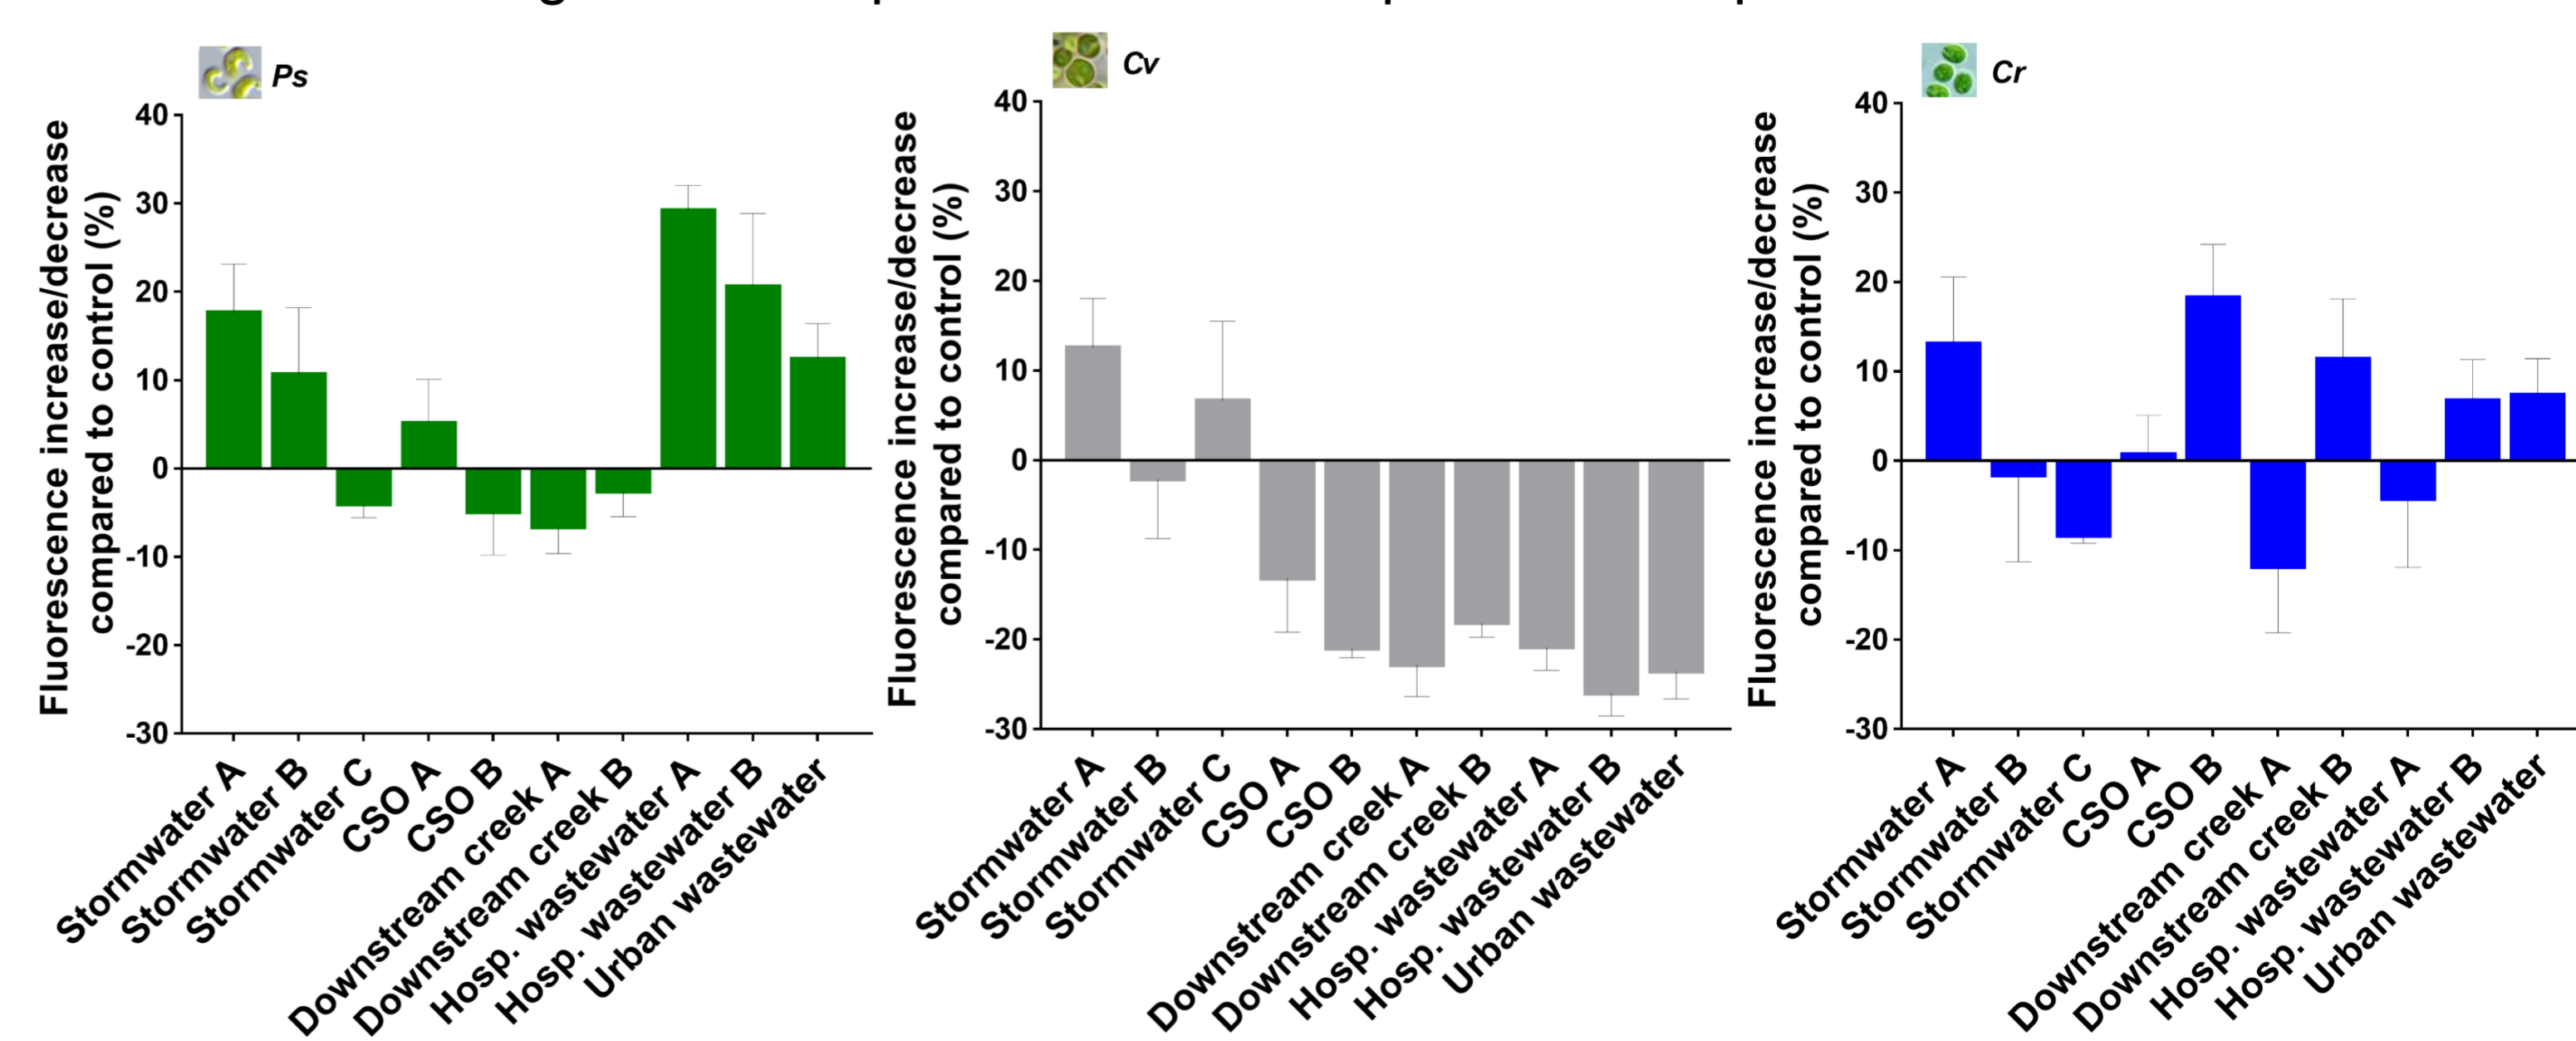 Ps
Fluorescence increase/decrease
compared to control (%)
40
30
20
10
0
-10
-20
-30
Stormwater A
Stormwater B
Stormwater C
CSO A
CSO B
Downstream creek A
Downstream creek B
Hosp. wastewater A
Hosp. wastewater B
Urban wastewater
Cv
Fluorescence increase/decrease
compared to control (%)
40
30
20
10
0
-10
-20
-30
Stormwater A
Stormwater B
Stormwater C
CSO A
CSO B
Downstream creek A
Downstream creek B
Hosp. wastewater A
Hosp. wastewater B
Urban wastewater
Cr
Fluorescence increase/decrease
compared to control (%)
40
30
20
10
0
-10
-20
-30
Stormwater A
Stormwater B
Stormwater C
CSO A
CSO B
Downstream creek A
Downstream creek B
Hosp. wastewater A
Hosp. wastewater B
Urban wastewater